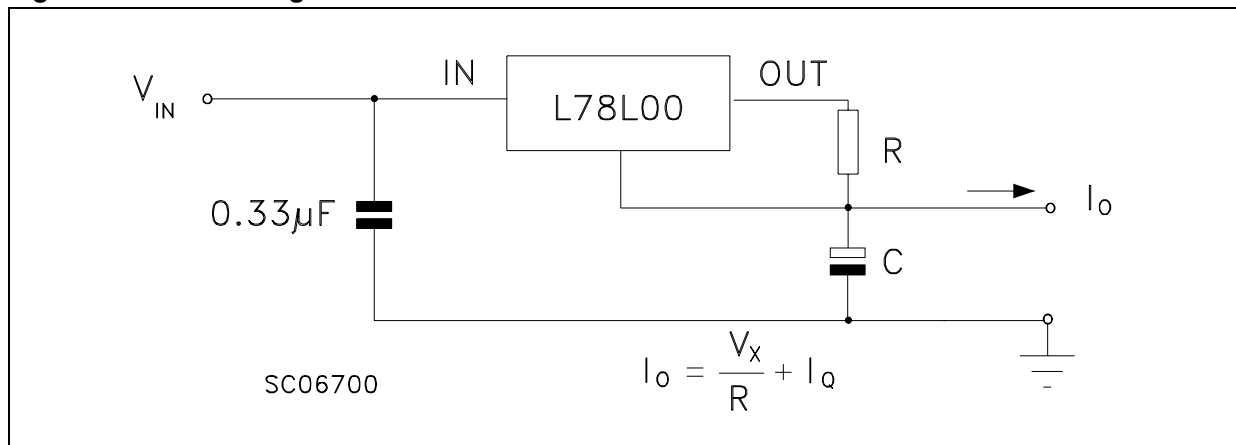 V_IN
IN
L78L00
OUT
R
0.33µF
I_O
C
I_O = V_X / R + I_Q
SC06700